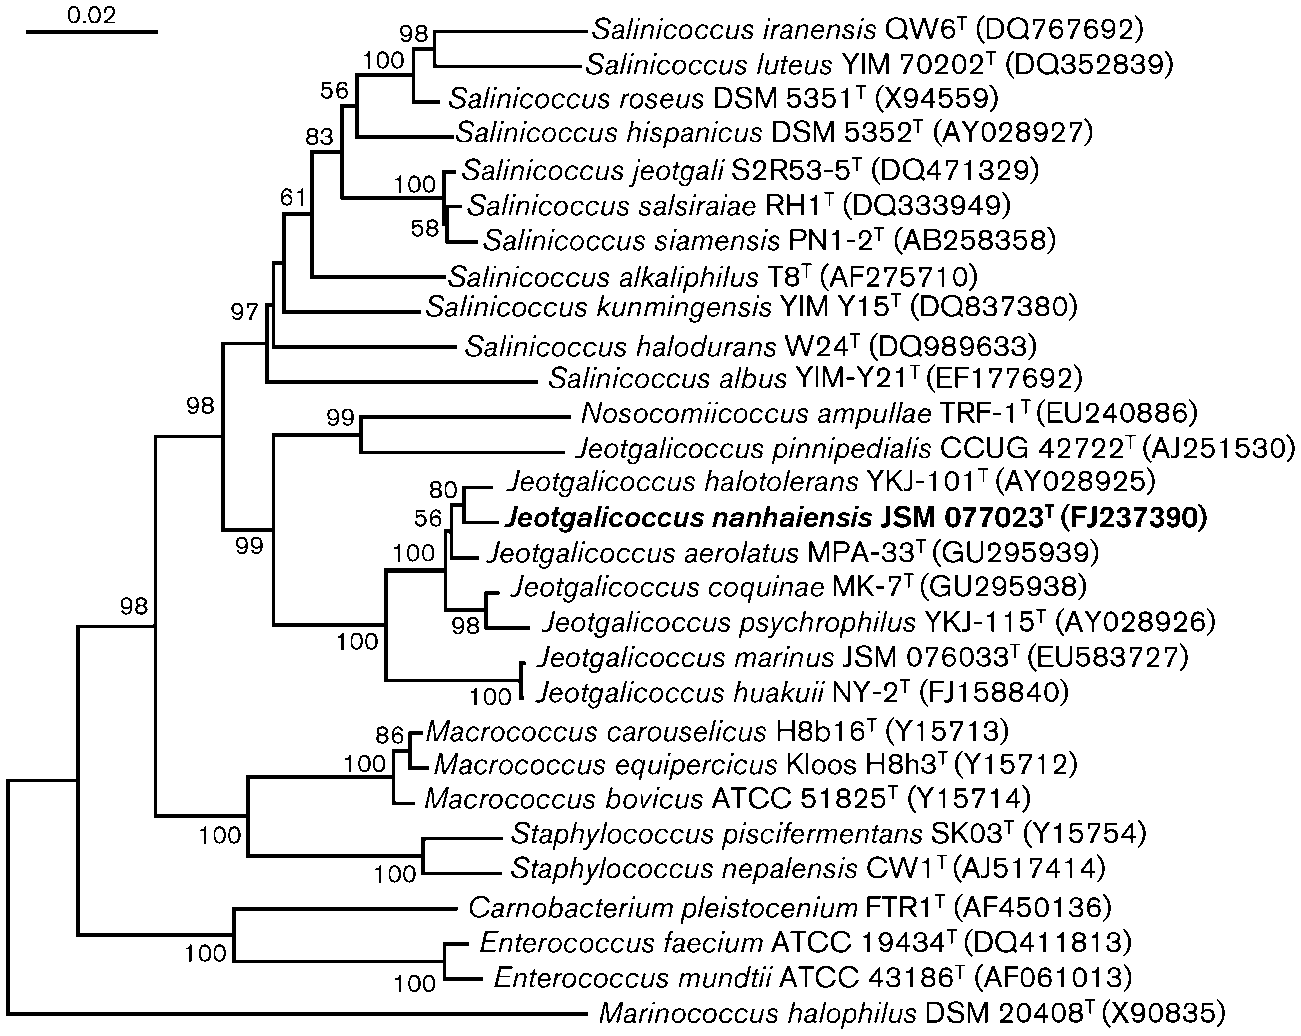 0.02
98 Salinicoccus iranensis QW6ᵀ (DQ767692)
100 Salinicoccus luteus YIM 70202ᵀ (DQ352839)
56 Salinicoccus roseus DSM 5351ᵀ (X94559)
83 Salinicoccus hispanicus DSM 5352ᵀ (AY028927)
Salinicoccus jeotgali S2R53-5ᵀ (DQ471329)
100
61 Salinicoccus salsiraiae RH1ᵀ (DQ333949)
58 Salinicoccus siamensis PN1-2ᵀ (AB258358)
Salinicoccus alkaliphilus T8ᵀ (AF275710)
97 Salinicoccus kunmingensis YIM Y15ᵀ (DQ837380)
Salinicoccus halodurans W24ᵀ (DQ989633)
Salinicoccus albus YIM-Y21ᵀ (EF177692)
98
99 Nosocomiicoccus ampullae TRF-1ᵀ (EU240886)
Jeotgalicoccus pinnipedialis CCUG 42722ᵀ (AJ251530)
80 Jeotgalicoccus halotolerans YKJ-101ᵀ (AY028925)
56 Jeotgalicoccus nanhaiensis JSM 077023ᵀ (FJ237390)
99
100 Jeotgalicoccus aerolatus MPA-33ᵀ (GU295939)
Jeotgalicoccus coquinae MK-7ᵀ (GU295938)
98
98 Jeotgalicoccus psychrophilus YKJ-115ᵀ (AY028926)
100
Jeotgalicoccus marinus JSM 076033ᵀ (EU583727)
100 Jeotgalicoccus huakuii NY-2ᵀ (FJ158840)
86 Macrococcus carouselicus H8b16ᵀ (Y15713)
100 Macrococcus equipercicus Kloos H8h3ᵀ (Y15712)
Macrococcus bovicus ATCC 51825ᵀ (Y15714)
100 Staphylococcus piscifermentans SK03ᵀ (Y15754)
100 Staphylococcus nepalensis CW1ᵀ (AJ517414)
Carnobacterium pleistocenium FTR1ᵀ (AF450136)
100 Enterococcus faecium ATCC 19434ᵀ (DQ411813)
100 Enterococcus mundtii ATCC 43186ᵀ (AF061013)
Marinococcus halophilus DSM 20408ᵀ (X90835)